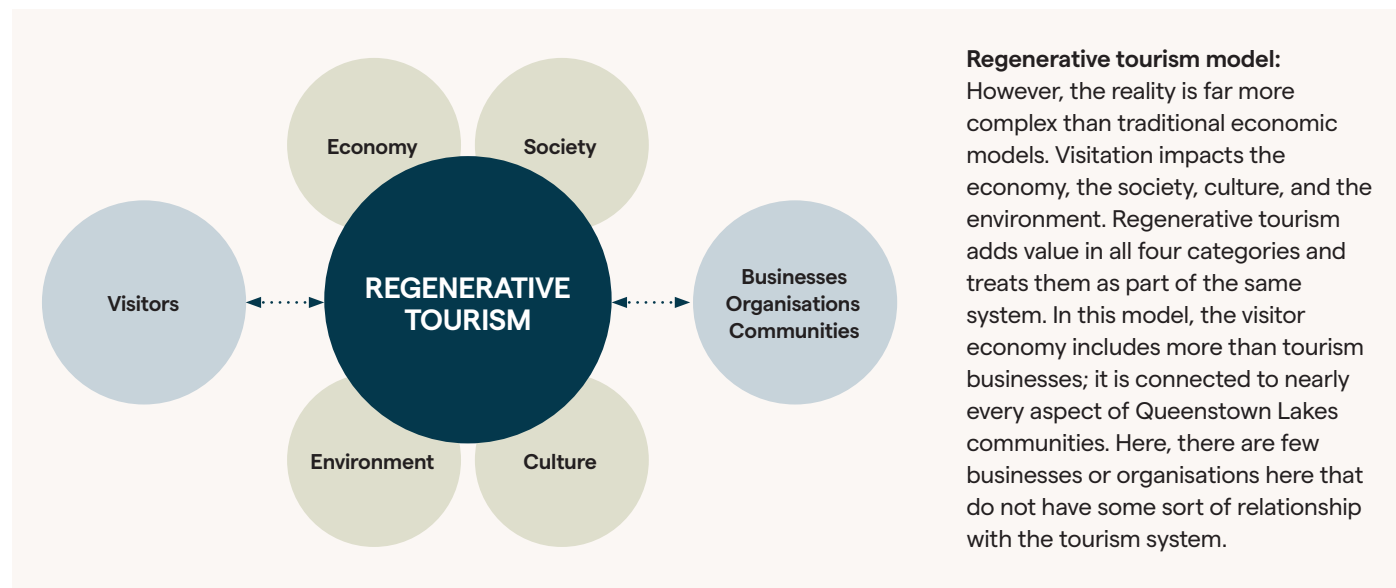 Economy
Society
Visitors
REGENERATIVE
TOURISM
Businesses
Organisations
Communities
Environment
Culture
Regenerative tourism model:
However, the reality is far more
complex than traditional economic
models. Visitation impacts the
economy, the society, culture, and the
environment. Regenerative tourism
adds value in all four categories and
treats them as part of the same
system. In this model, the visitor
economy includes more than tourism
businesses; it is connected to nearly
every aspect of Queenstown Lakes
communities. Here, there are few
businesses or organisations here that
do not have some sort of relationship
with the tourism system.